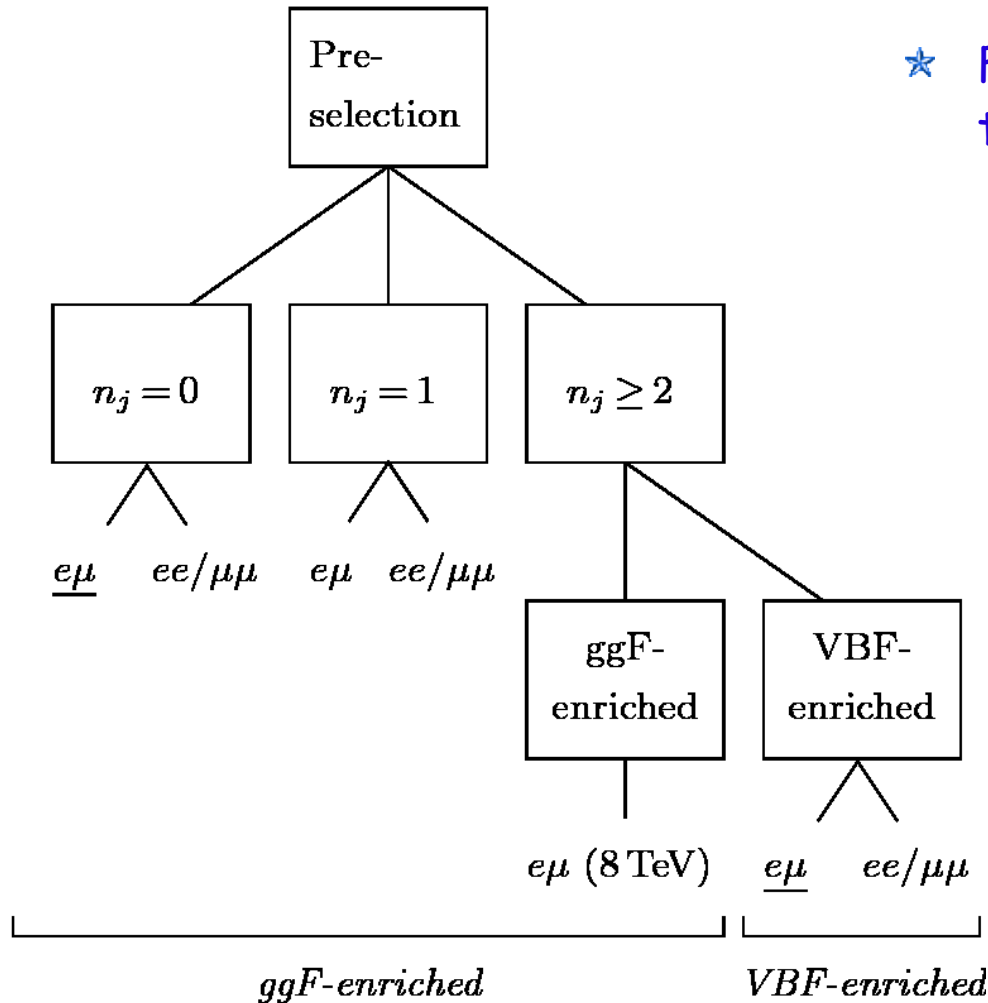 Pre-
selection
n_j = 0
n_j = 1
n_j ≥ 2
eμ ee/μμ eμ ee/μμ
ggF-
enriched
VBF-
enriched
eμ (8 TeV) eμ ee/μμ
ggF-enriched VBF-enriched